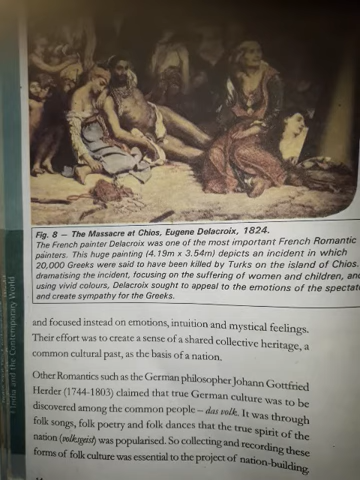 Fig. 8 — The Massacre at Chios, Eugene Delacroix, 1824.
The French painter Delacroix was one of the most important French Romantic
painters. This huge painting (4.19m x 3.54m) depicts an incident in which
20,000 Greeks were said to have been killed by Turks on the island of Chios.
dramatising the incident, focusing on the suffering of women and children, and
using vivid colours, Delacroix sought to appeal to the emotions of the spectat
and create sympathy for the Greeks.
and focused instead on emotions, intuition and mystical feelings.
Their effort was to create a sense of a shared collective heritage, a
common cultural past, as the basis of a nation.
Other Romantics such as the German philosopher Johann Gottfried
Herder (1744-1803) claimed that true German culture was to be
discovered among the common people – das volk. It was through
folk songs, folk poetry and folk dances that the true spirit of the
nation (volksgeist) was popularised. So collecting and recording these
forms of folk culture was essential to the project of nation-building.
India and the Contemporary World